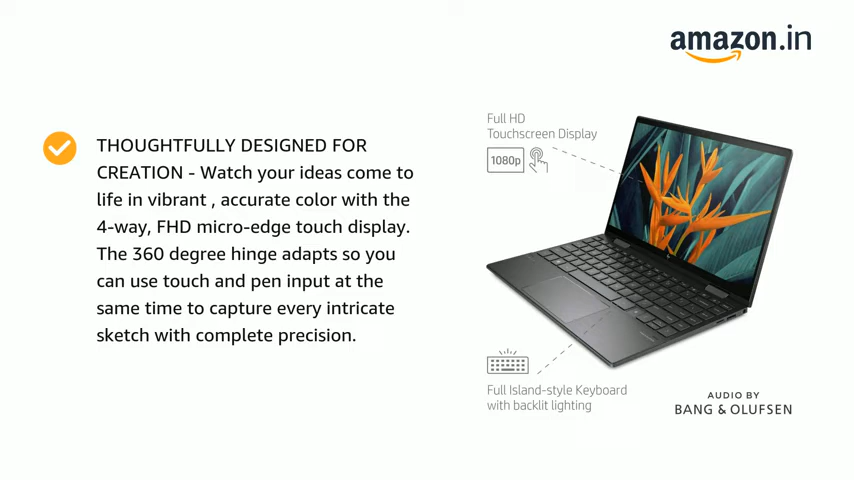 amazon.in
THOUGHTFULLY DESIGNED FOR
CREATION - Watch your ideas come to
life in vibrant , accurate color with the
4-way, FHD micro-edge touch display.
The 360 degree hinge adapts so you
can use touch and pen input at the
same time to capture every intricate
sketch with complete precision.
Full HD
Touchscreen Display
1080p
Full Island-style Keyboard
with backlit lighting
AUDIO BY
BANG & OLUFSEN